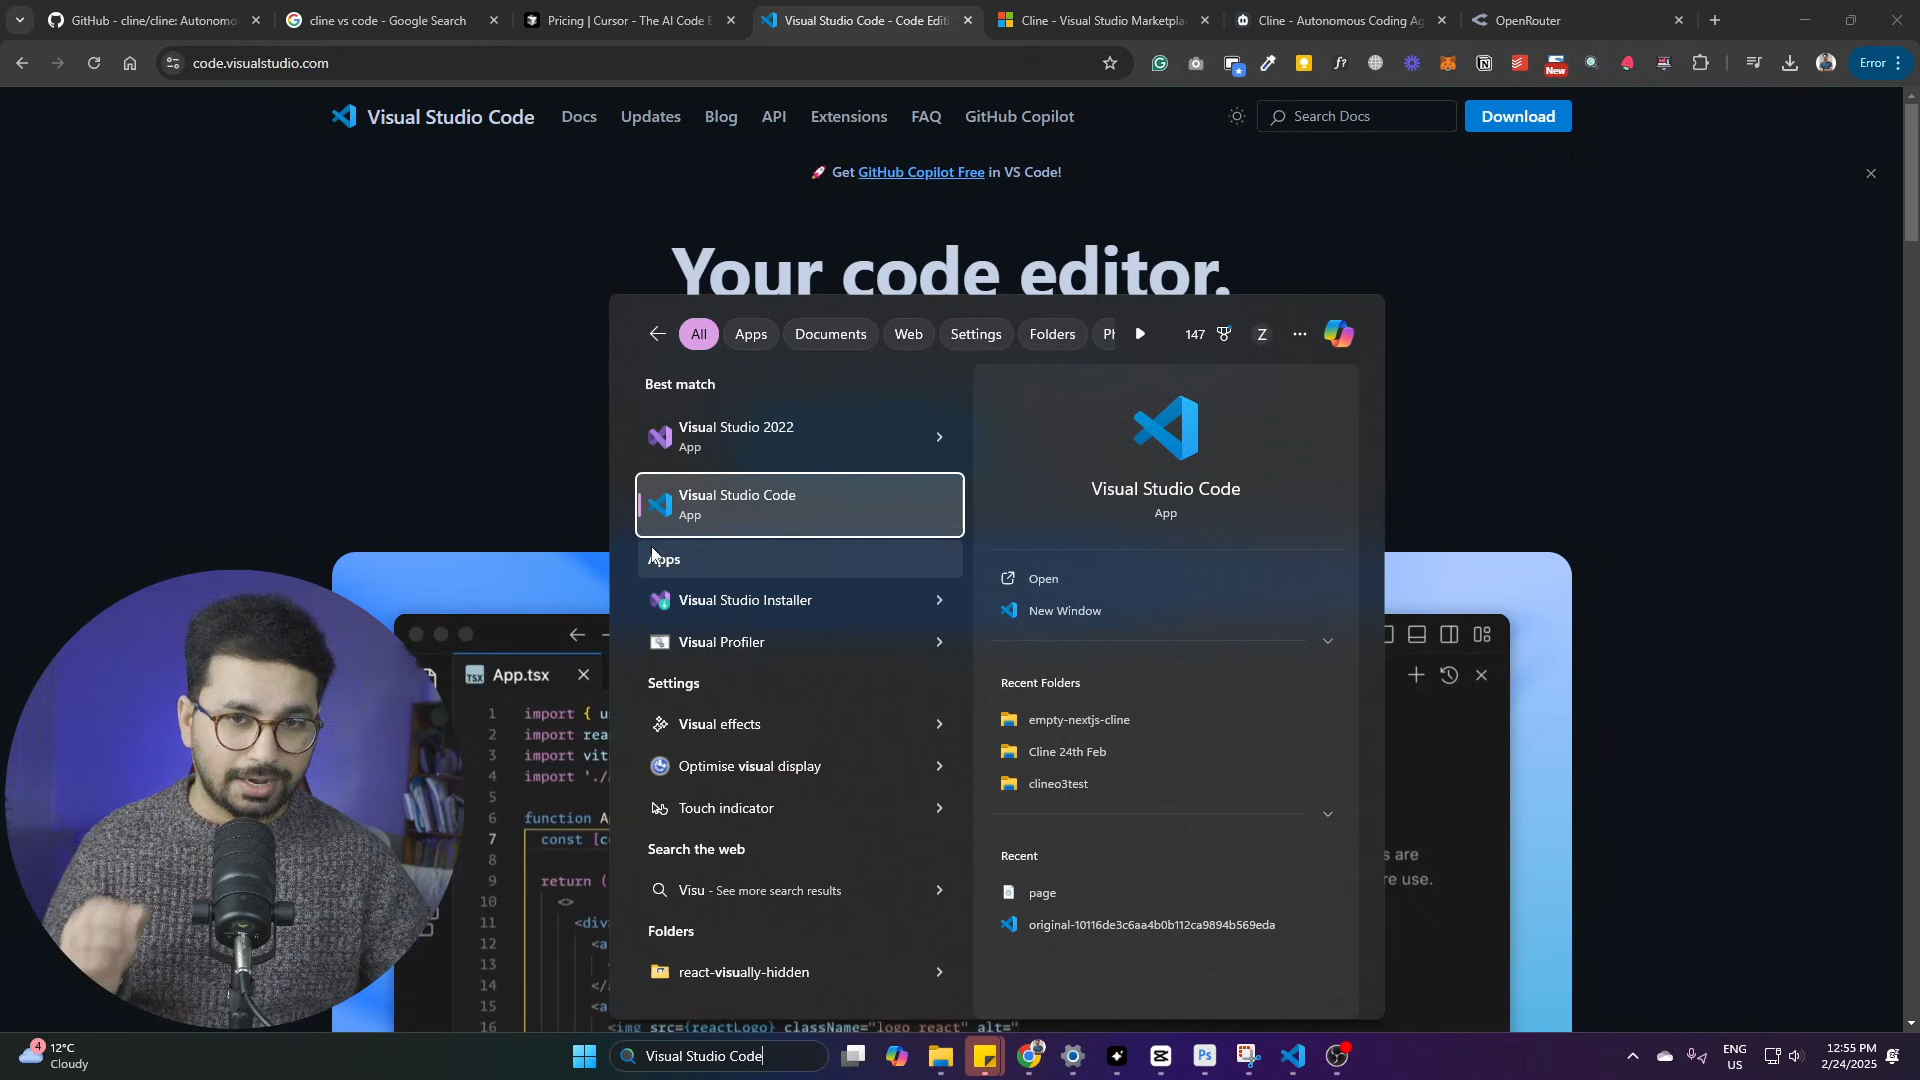 GitHub - cline/cline: Autonomo
cline vs code - Google Search
Pricing | Cursor - The AI Code E
Visual Studio Code - Code Editi
Cline - Visual Studio Marketpla
Cline - Autonomous Coding Ag
OpenRouter
code.visualstudio.com
New
Error
Visual Studio Code
Docs
Updates
Blog
API
Extensions
FAQ
GitHub Copilot
Search Docs
Download
🚀 Get GitHub Copilot Free in VS Code!
Your code editor.
All
Apps
Documents
Web
Settings
Folders
Ph
147
Z
Best match
Visual Studio 2022
App
Visual Studio Code
App
Apps
Visual Studio Installer
Visual Profiler
Settings
Visual effects
Optimise visual display
Touch indicator
Search the web
Visu - See more search results
Folders
react-visually-hidden
Visual Studio Code
App
Open
New Window
Recent Folders
empty-nextjs-cline
Cline 24th Feb
clineo3test
Recent
page
original-10116de3c6aa4b0b112ca9894b569eda
TSX App.tsx
1 import { u
2 import rea
3 import vit
4 import './
5
6 function A
7 const [c
8
9 return (
10 <>
11 <div
12 <a
13
14 </a
15 <a
16 <img src={reactLogo} className="logo react" alt="
s are
re use.
4
12°C
Cloudy
Visual Studio Code
Ps
ENG
US
12:55 PM
2/24/2025